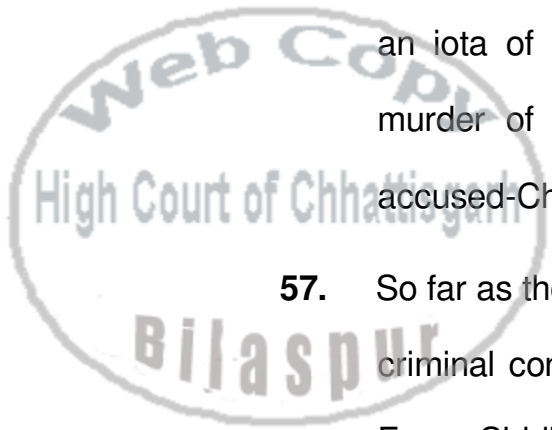 Web Copy
High Court of Chhattisgarh
Bilaspur
an iota of
murder of
accused-Ch
57. So far as the
criminal con